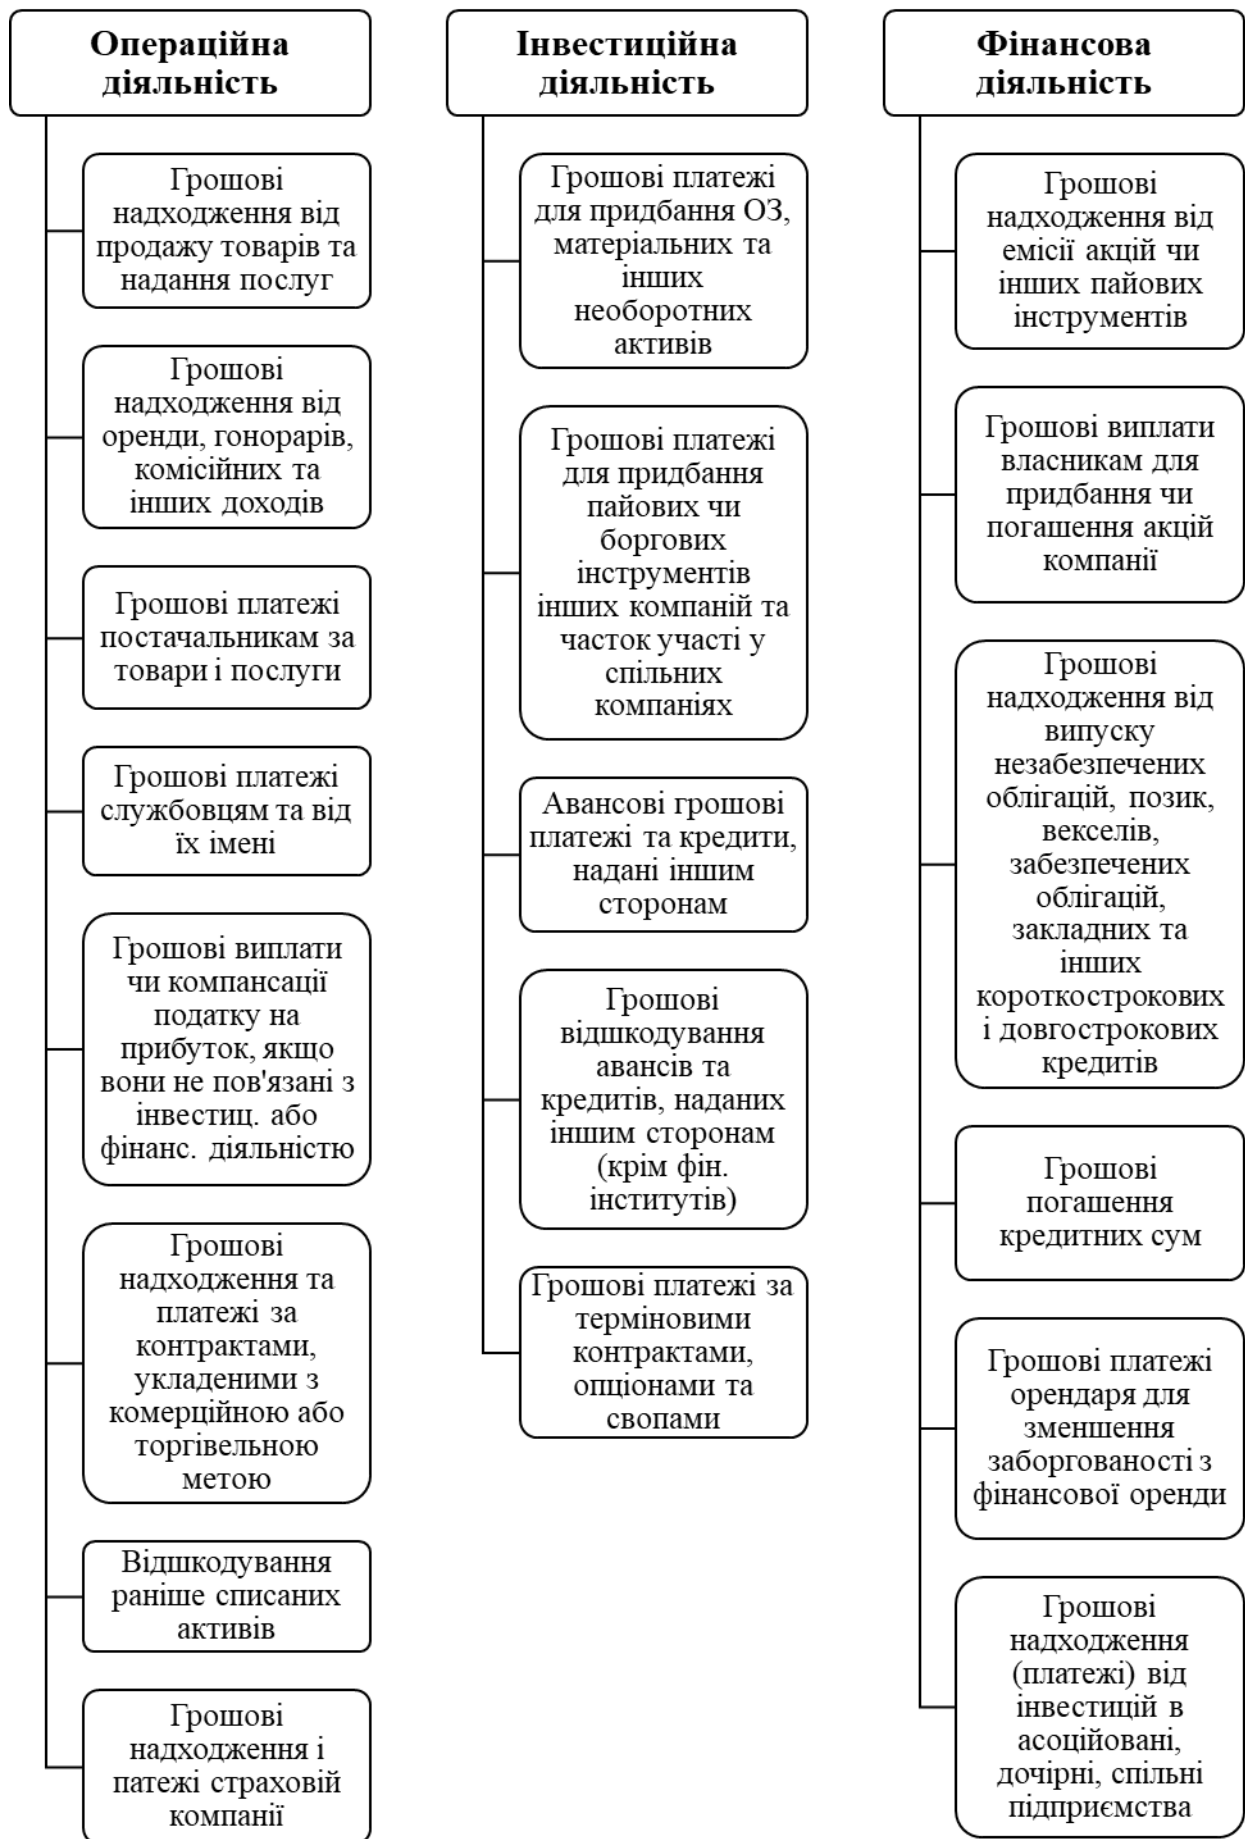 Операційна
діяльність
Грошові
надходження від
продажу товарів та
надання послуг
Грошові
надходження від
оренди, гонорарів,
комісійних та
інших доходів
Грошові платежі
постачальникам за
товари і послуги
Грошові платежі
службовцям та від
їх імені
Грошові виплати
чи компансації
податку на
прибуток, якщо
вони не пов'язані з
інвестиц. або
фінанс. діяльністю
Грошові
надходження та
платежі за
контрактами,
укладеними з
комерційною або
торгівельною
метою
Відшкодування
раніше списаних
активів
Грошові
надходження і
патежі страховій
компанії
Інвестиційна
діяльність
Грошові платежі
для придбання ОЗ,
матеріальних та
інших
необоротних
активів
Грошові платежі
для придбання
пайових чи
боргових
інструментів
інших компаній та
часток участі у
спільних
компаніях
Авансові грошові
платежі та кредити,
надані іншим
сторонам
Грошові
відшкодування
авансів та
кредитів, наданих
іншим сторонам
(крім фін.
інститутів)
Грошові платежі за
терміновими
контрактами,
опціонами та
свопами
Фінансова
діяльність
Грошові
надходження від
емісії акцій чи
інших пайових
інструментів
Грошові виплати
власникам для
придбання чи
погашення акцій
компанії
Грошові
надходження від
випуску
незабезпечених
облігацій, позик,
векселів,
забезпечених
облігацій,
закладних та
інших
короткострокових
і довгострокових
кредитів
Грошові
погашення
кредитних сум
Грошові платежі
орендаря для
зменшення
заборгованості з
фінансової оренди
Грошові
надходження
(платежі) від
інвестицій в
асоційовані,
дочірні, спільні
підприємства